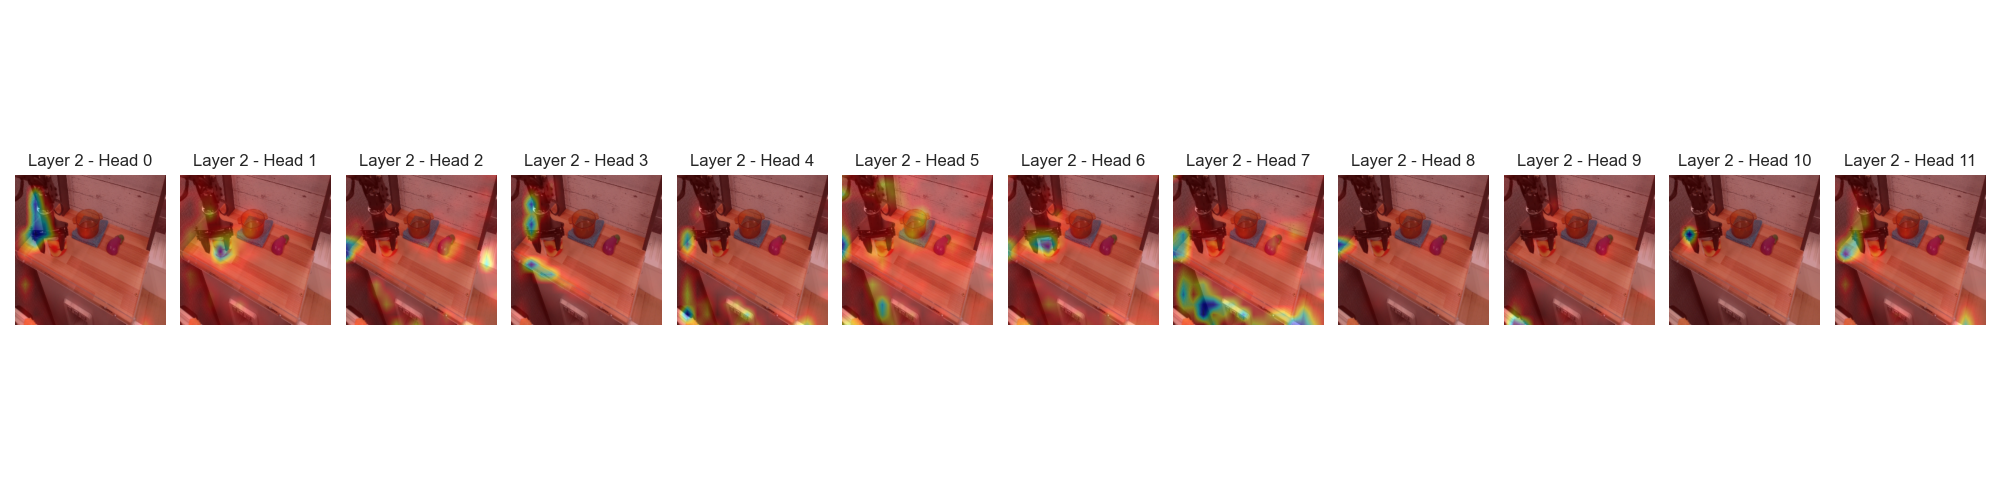 Layer 2 - Head 0
Layer 2 - Head 1
Layer 2 - Head 2
Layer 2 - Head 3
Layer 2 - Head 4
Layer 2 - Head 5
Layer 2 - Head 6
Layer 2 - Head 7
Layer 2 - Head 8
Layer 2 - Head 9
Layer 2 - Head 10
Layer 2 - Head 11